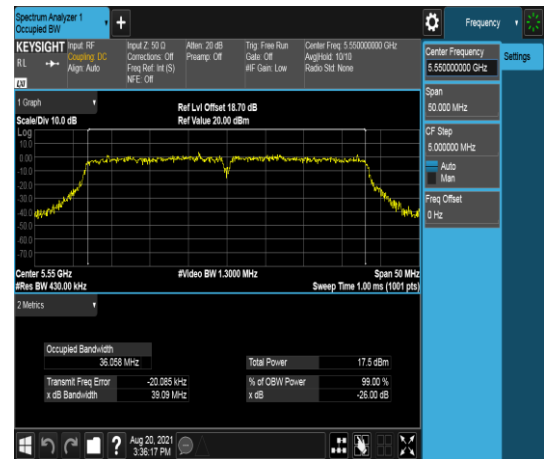 Spectrum Analyzer 1
Occupied BW
+
Frequency
KEYSIGHT
Input: RF
Coupling: DC
Align: Auto
RL
LXI
Input Z: 50 Ω
Corrections: Off
Freq Ref: Int (S)
NFE: Off
Atten: 20 dB
Preamp: Off
Trig: Free Run
Gate: Off
#IF Gain: Low
Center Freq: 5.550000000 GHz
Avg|Hold: 10/10
Radio Std: None
1 Graph
Scale/Div 10.0 dB
Ref Lvl Offset 18.70 dB
Ref Value 20.00 dBm
Log
10.0
0.00
-10.0
-20.0
-30.0
-40.0
-50.0
-60.0
-70.0
Center 5.55 GHz
#Res BW 430.00 kHz
#Video BW 1.3000 MHz
Span 50 MHz
Sweep Time 1.00 ms (1001 pts)
2 Metrics
Occupied Bandwidth
36.058 MHz
Total Power 17.5 dBm
Transmit Freq Error -20.085 kHz
% of OBW Power 99.00 %
x dB Bandwidth 39.09 MHz
x dB -26.00 dB
?
Aug 20, 2021
3:36:17 PM
Center Frequency
5.550000000 GHz
Settings
Span
50.000 MHz
CF Step
5.000000 MHz
Auto
Man
Freq Offset
0 Hz